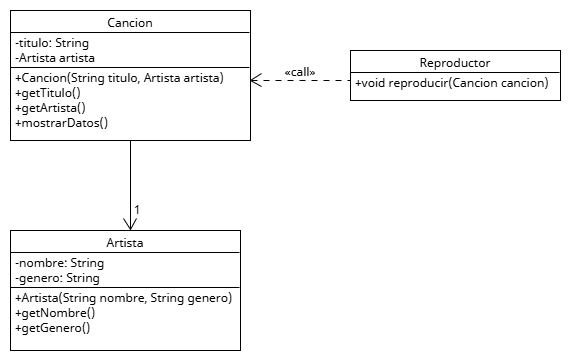 Cancion
-titulo: String
-Artista artista
+Cancion(String titulo, Artista artista)
+getTitulo()
+getArtista()
+mostrarDatos()
«call»
Reproductor
+void reproducir(Cancion cancion)
1
Artista
-nombre: String
-genero: String
+Artista(String nombre, String genero)
+getNombre()
+getGenero()